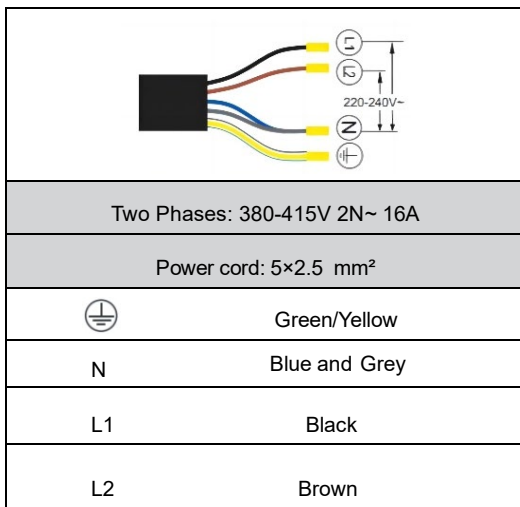 L1
L2
220-240V~
N
Two Phases: 380-415V 2N~ 16A
Power cord: 5×2.5 mm²
Green/Yellow
N Blue and Grey
L1 Black
L2 Brown